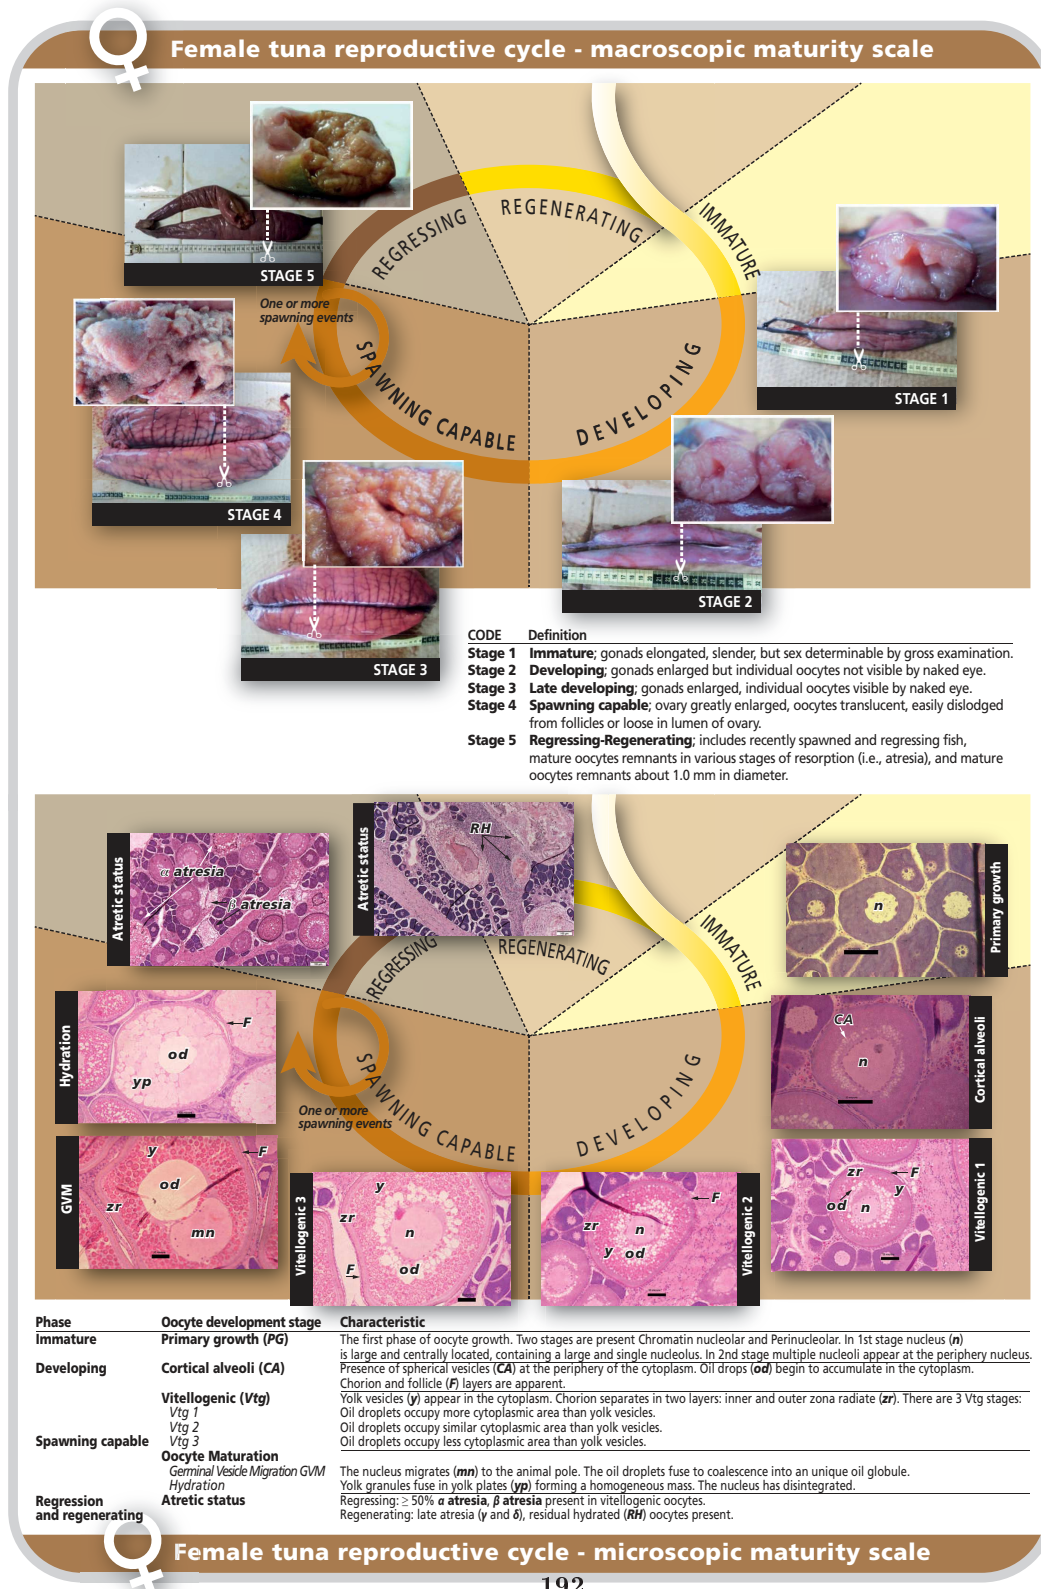 Female tuna reproductive cycle - macroscopic maturity scale
REGRESSING
REGENERATING
IMMATURE
STAGE 5
One or more
spawning events
SPAWNING CAPABLE
DEVELOPING
STAGE 1
STAGE 4
STAGE 2
STAGE 3
CODE Definition
Stage 1 Immature; gonads elongated, slender, but sex determinable by gross examination.
Stage 2 Developing; gonads enlarged but individual oocytes not visible by naked eye.
Stage 3 Late developing; gonads enlarged, individual oocytes visible by naked eye.
Stage 4 Spawning capable; ovary greatly enlarged, oocytes translucent, easily dislodged
from follicles or loose in lumen of ovary.
Stage 5 Regressing-Regenerating; includes recently spawned and regressing fish,
mature oocytes remnants in various stages of resorption (i.e., atresia), and mature
oocytes remnants about 1.0 mm in diameter.
Atretic status
α atresia
β atresia
Atretic status
RH
Primary growth
n
REGRESSING
REGENERATING
IMMATURE
Hydration
F
od
yp
Cortical alveoli
CA
n
One or more
spawning events
SPAWNING CAPABLE
DEVELOPING
GVM
y
F
od
zr
mn
Vitellogenic 3
y
zr
n
F
od
Vitellogenic 2
F
zr
n
y od
Vitellogenic 1
zr
F
y
od n
Phase Oocyte development stage Characteristic
Immature Primary growth (PG) The first phase of oocyte growth. Two stages are present Chromatin nucleolar and Perinucleolar. In 1st stage nucleus (n)
is large and centrally located, containing a large and single nucleolus. In 2nd stage multiple nucleoli appear at the periphery nucleus.
Developing Cortical alveoli (CA) Presence of spherical vesicles (CA) at the periphery of the cytoplasm. Oil drops (od) begin to accumulate in the cytoplasm.
Chorion and follicle (F) layers are apparent.
Vitellogenic (Vtg) Yolk vesicles (y) appear in the cytoplasm. Chorion separates in two layers: inner and outer zona radiate (zr). There are 3 Vtg stages:
Vtg 1 Oil droplets occupy more cytoplasmic area than yolk vesicles.
Vtg 2 Oil droplets occupy similar cytoplasmic area than yolk vesicles.
Spawning capable Vtg 3 Oil droplets occupy less cytoplasmic area than yolk vesicles.
Oocyte Maturation
Germinal Vesicle Migration GVM The nucleus migrates (mn) to the animal pole. The oil droplets fuse to coalescence into an unique oil globule.
Hydration Yolk granules fuse in yolk plates (yp) forming a homogeneous mass. The nucleus has disintegrated.
Regression Atretic status Regressing: ≥ 50% α atresia, β atresia present in vitellogenic oocytes.
and regenerating Regenerating: late atresia (γ and δ), residual hydrated (RH) oocytes present.
Female tuna reproductive cycle - microscopic maturity scale
192